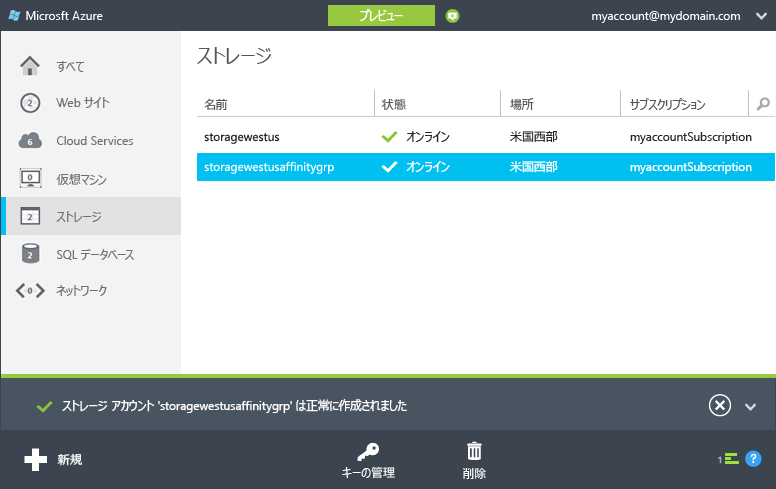 Microsft Azure
プレビュー
myaccount@mydomain.com
すべて
2 Web サイト
6 Cloud Services
0 仮想マシン
2 ストレージ
2 SQL データベース
0 ネットワーク
ストレージ
名前 状態 場所 サブスクリプション
storagewestus オンライン 米国西部 myaccountSubscription
storagewestusaffinitygrp オンライン 米国西部 myaccountSubscription
ストレージ アカウント 'storagewestusaffinitygrp' は正常に作成されました
新規
キーの管理
削除
1
?